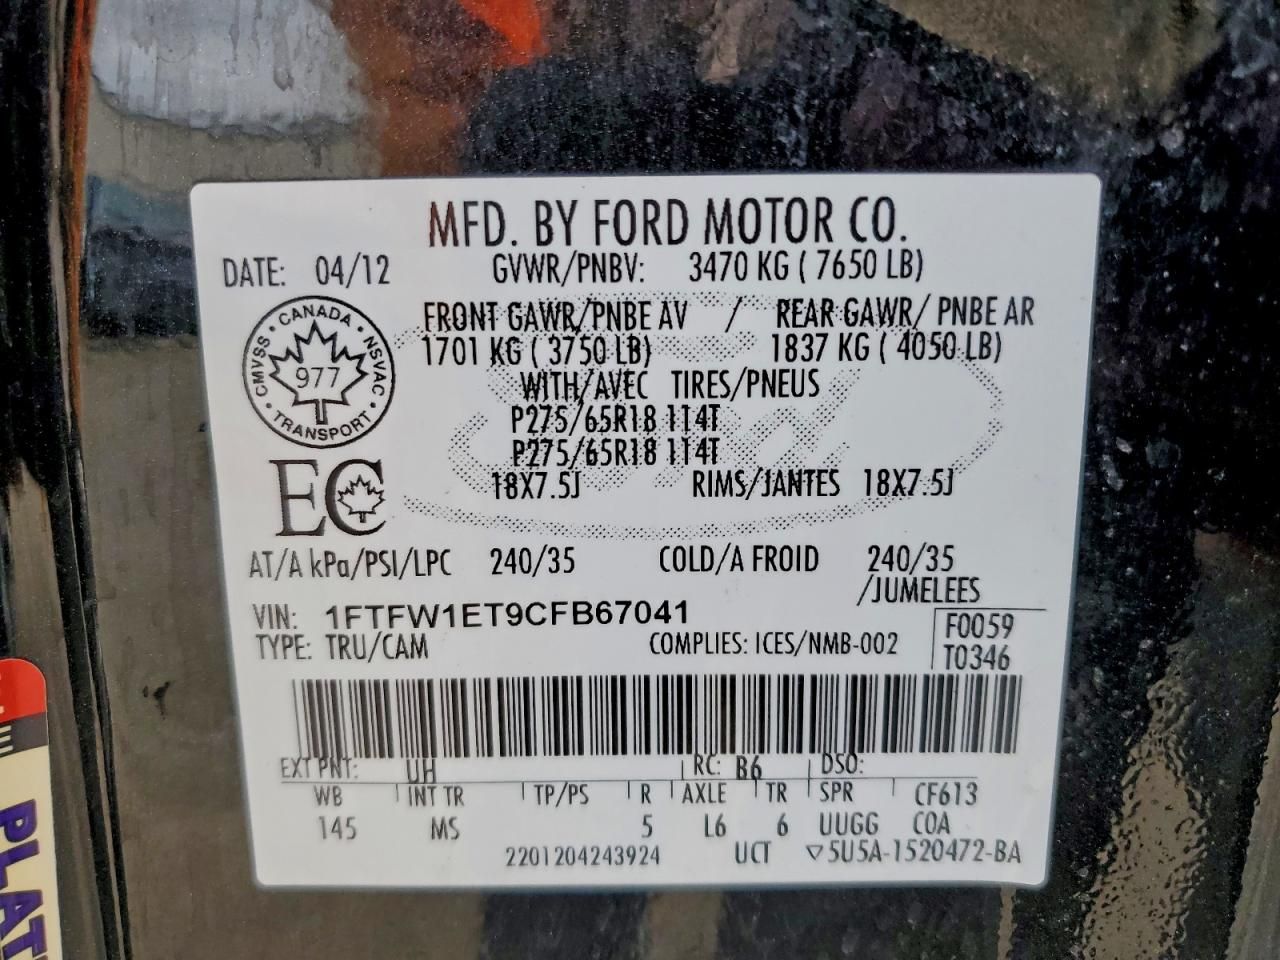 MFD. BY FORD MOTOR CO.
DATE: 04/12 GVWR/PNBV: 3470 KG ( 7650 LB)
FRONT GAWR/PNBE AV / REAR GAWR/ PNBE AR
1701 KG ( 3750 LB) 1837 KG ( 4050 LB)
WITH/AVEC TIRES/PNEUS
P275/65R18 114T
P275/65R18 114T
18X7.5J RIMS/JANTES 18X7.5J
CANADA
CMVSS NSVAC
977
TRANSPORT
EC
AT/A kPa/PSI/LPC 240/35 COLD/A FROID 240/35
/JUMELEES
VIN: 1FTFW1ET9CFB67041
TYPE: TRU/CAM COMPLIES: ICES/NMB-002
F0059
T0346
EXT PNT: UH RC: B6 DSO:
WB INT TR TP/PS R AXLE TR SPR CF613
145 MS 5 L6 6 UUGG COA
2201204243924 UCT ▽5U5A-1520472-BA
PLAT